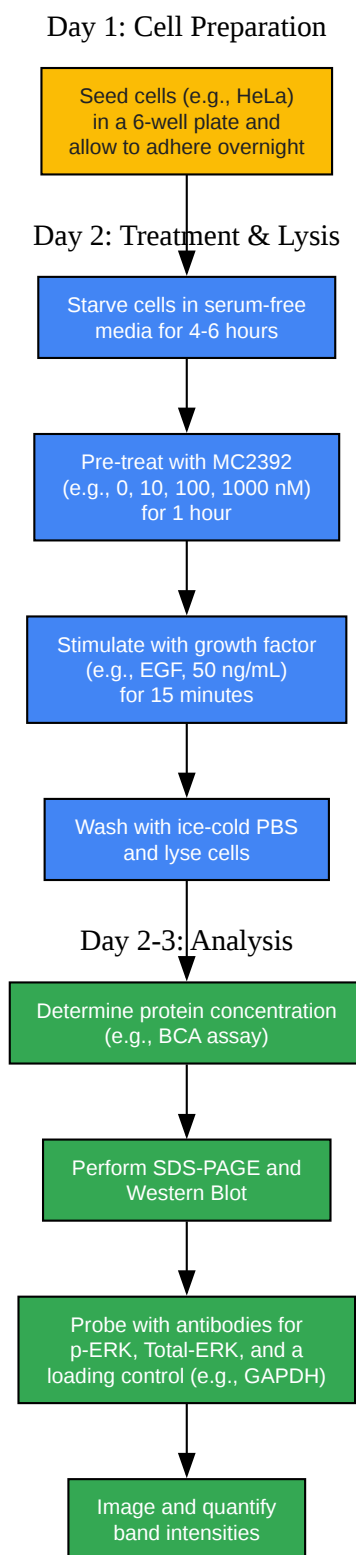 Day 1: Cell Preparation
Seed cells (e.g., HeLa)
in a 6-well plate and
allow to adhere overnight
Day 2: Treatment & Lysis
Starve cells in serum-free
media for 4-6 hours
Pre-treat with MC2392
(e.g., 0, 10, 100, 1000 nM)
for 1 hour
Stimulate with growth factor
(e.g., EGF, 50 ng/mL)
for 15 minutes
Wash with ice-cold PBS
and lyse cells
Day 2-3: Analysis
Determine protein concentration
(e.g., BCA assay)
Perform SDS-PAGE and
Western Blot
Probe with antibodies for
p-ERK, Total-ERK, and a
loading control (e.g., GAPDH)
Image and quantify
band intensities